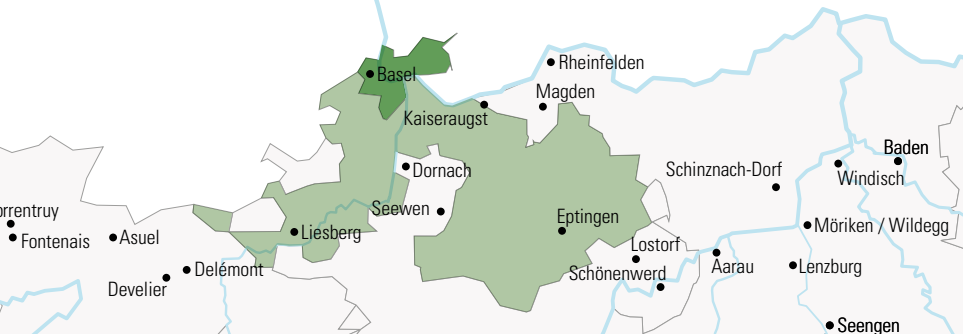 Rheinfelden
Basel
Magden
Kaiseraugst
Baden
Dornach
Schinznach-Dorf
Windisch
orrentruy
Seewen
Eptingen
Möriken / Wildegg
Fontenais
Asuel
Liesberg
Lostorf
Delémont
Schönenwerd
Aarau
Lenzburg
Develier
Seengen